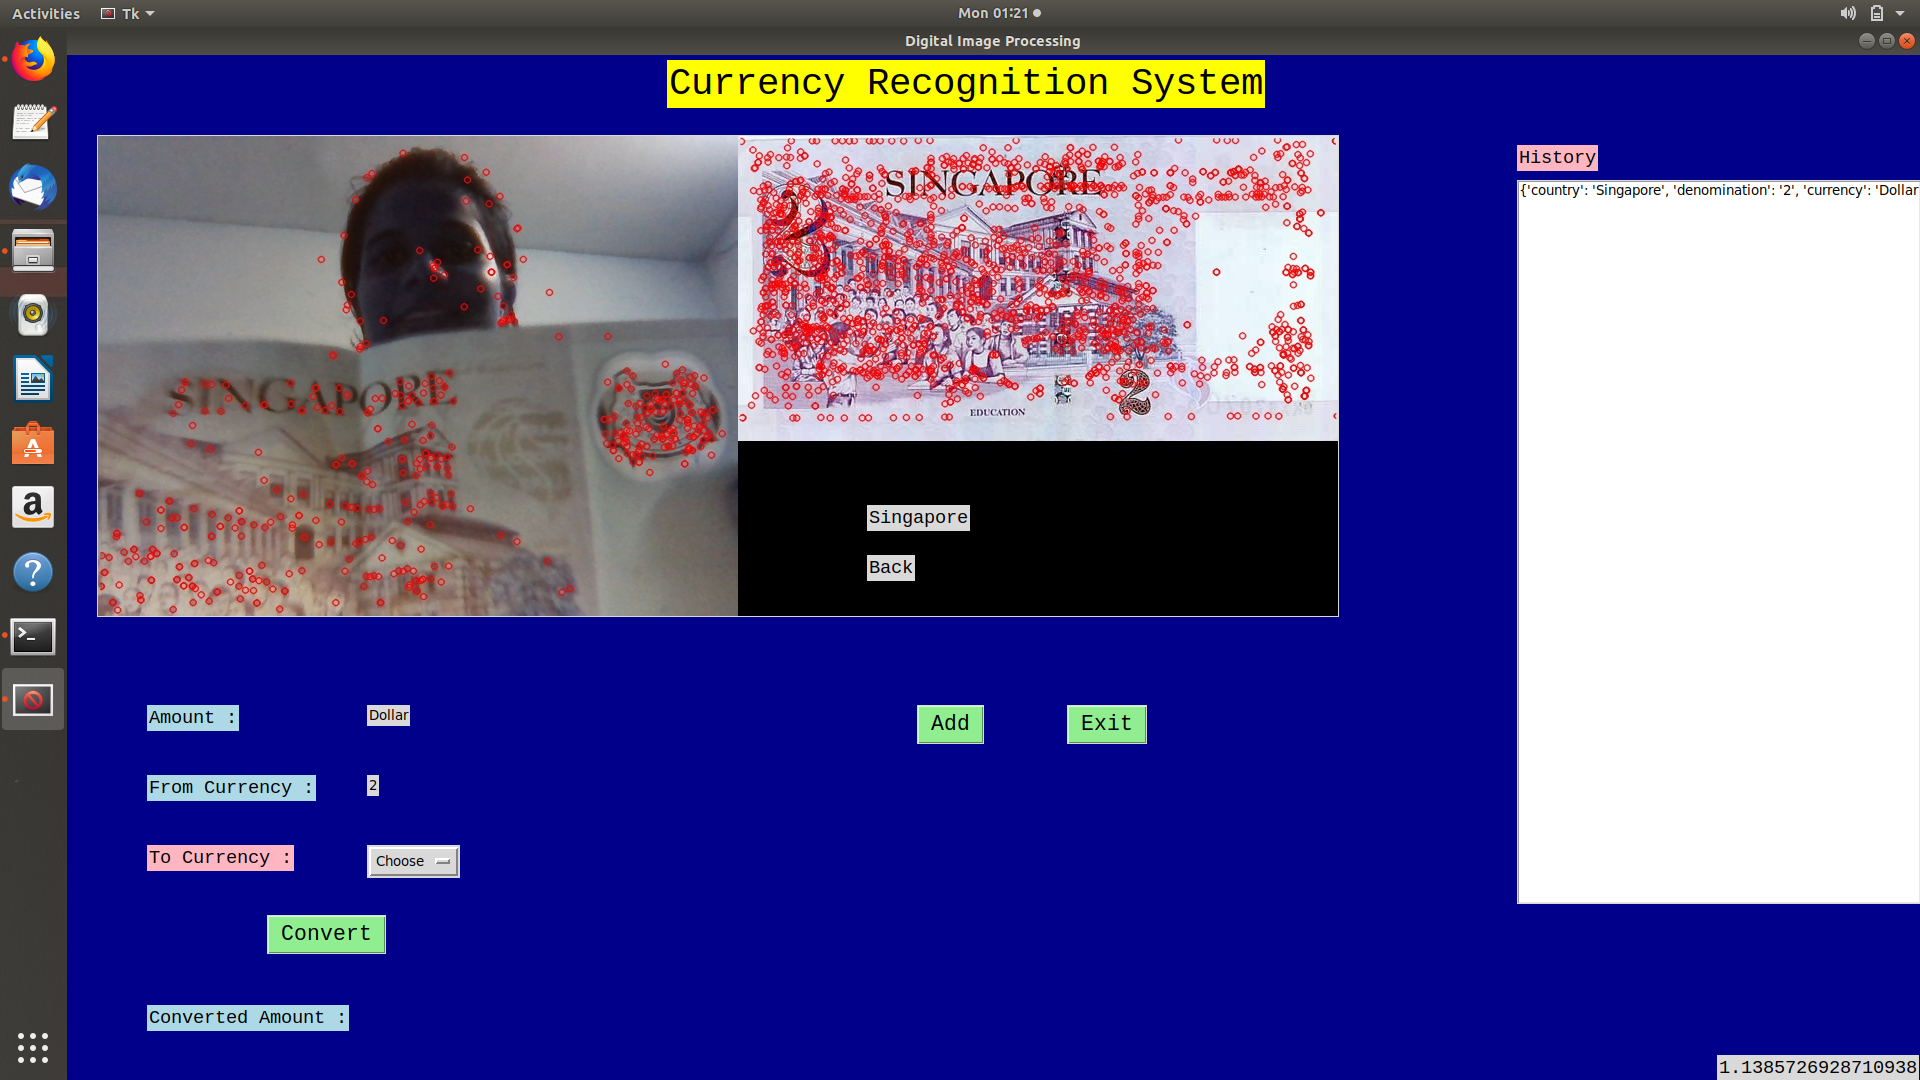 Activities
Tk
Mon 01:21
Digital Image Processing
Currency Recognition System
SINGAPORE
SINGAPORE
2
EDUCATION
2
Singapore
Back
History
{'country': 'Singapore', 'denomination': '2', 'currency': 'Dollar
Amount :
Dollar
Add
Exit
From Currency :
2
To Currency :
Choose
Convert
Converted Amount :
1.1385726928710938